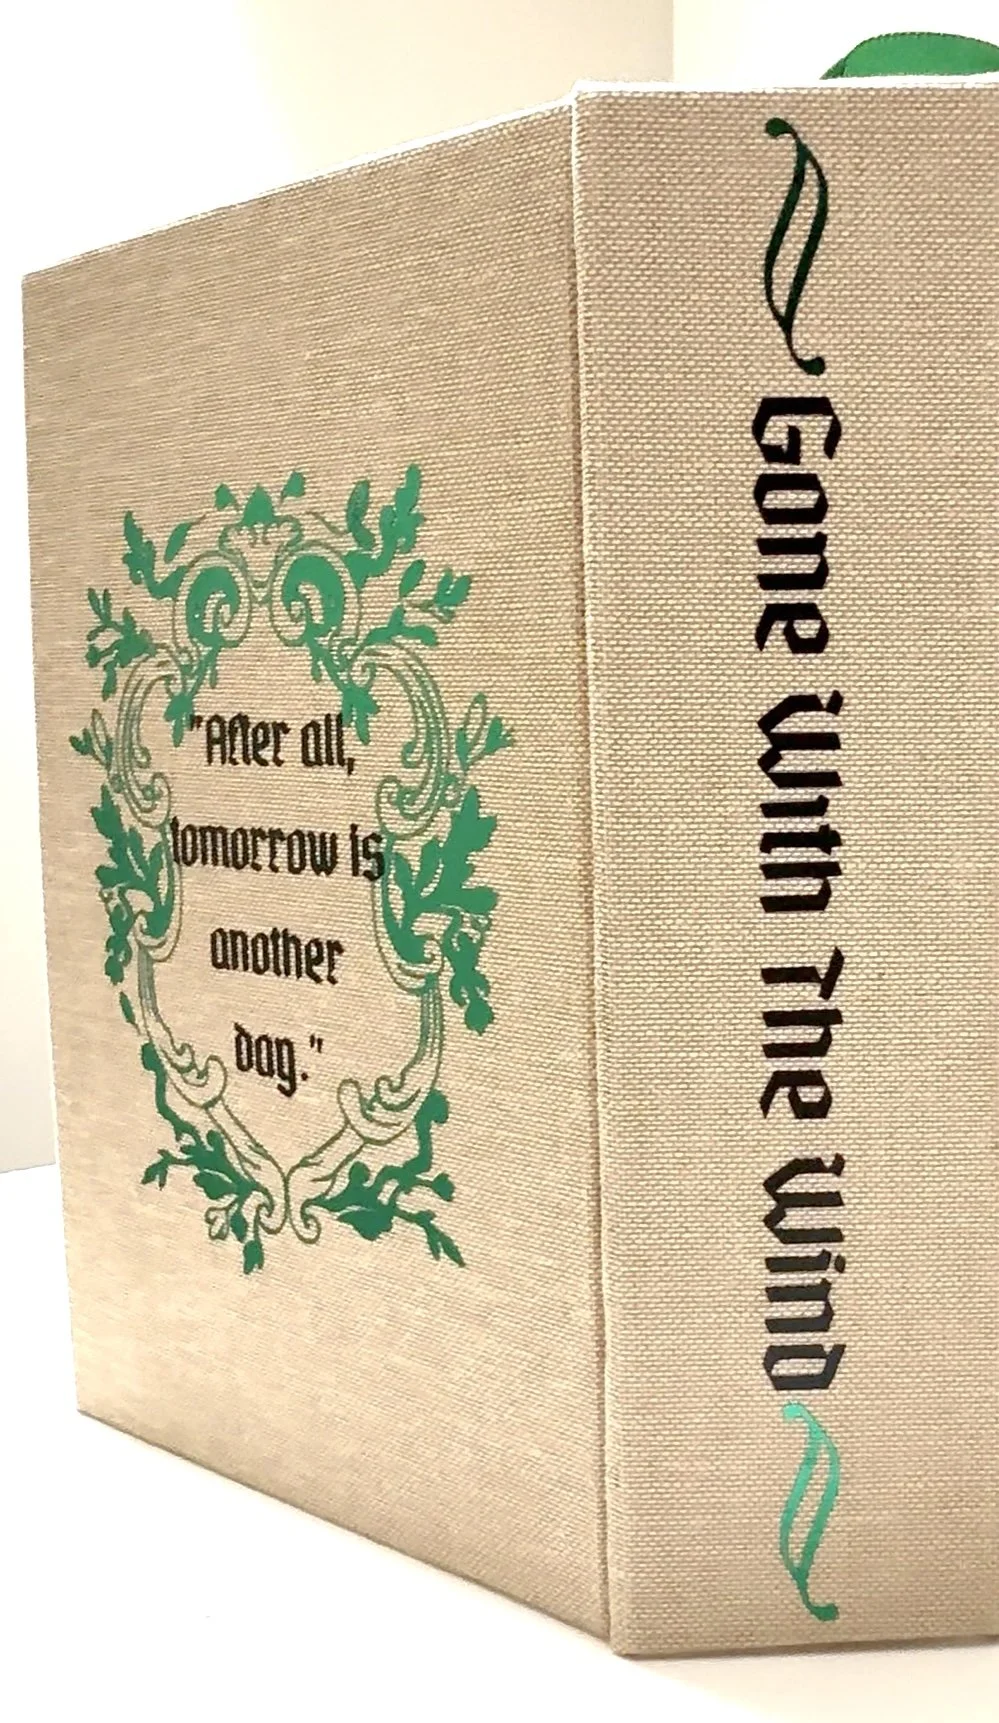 "After all,
tomorrow is
another
day."
Gone With The Wind